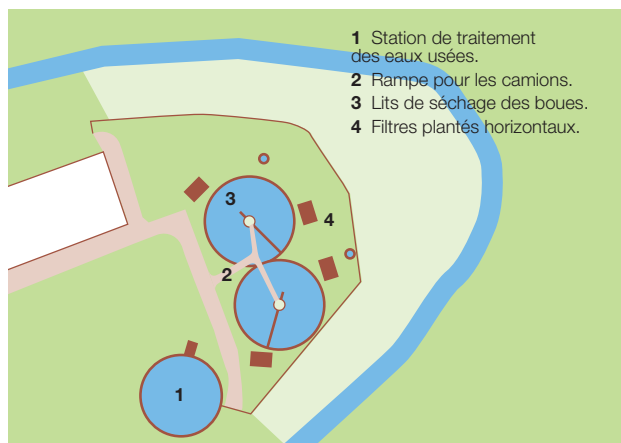 1 Station de traitement
des eaux usées.
2 Rampe pour les camions.
3 Lits de séchage des boues.
4 Filtres plantés horizontaux.
3
4
2
1